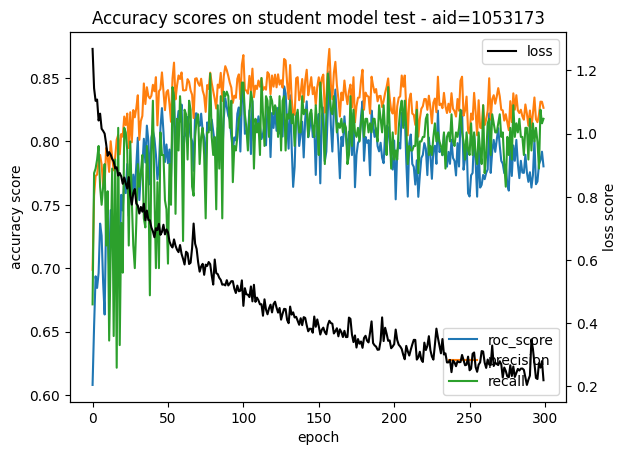 Accuracy scores on student model test - aid=1053173
loss
accuracy score
0.85
0.80
0.75
0.70
0.65
0.60
1.2
1.0
0.8
0.6
0.4
0.2
loss score
roc_score
precision
recall
0
50
100
150
200
250
300
epoch